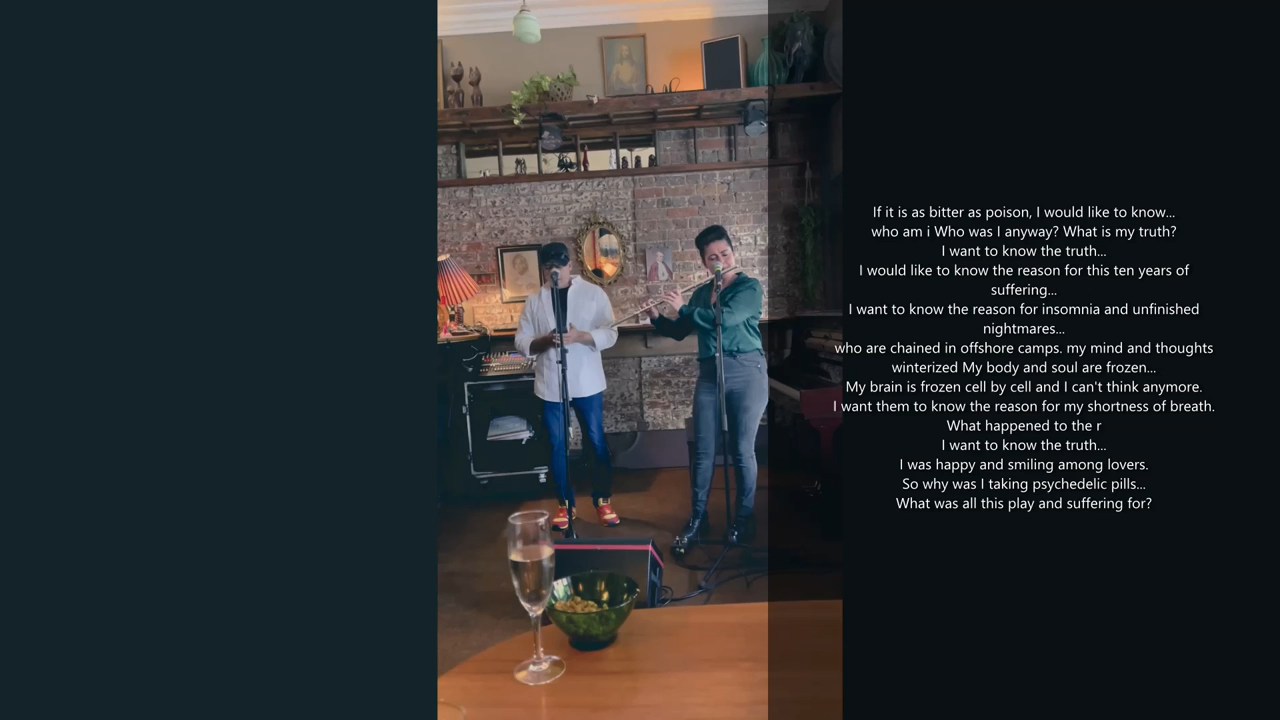 If it is as bitter as poison, I would like to know...
who am i Who was I anyway? What is my truth?
I want to know the truth...
I would like to know the reason for this ten years of
suffering...
I want to know the reason for insomnia and unfinished
nightmares...
who are chained in offshore camps. my mind and thoughts
winterized My body and soul are frozen...
My brain is frozen cell by cell and I can't think anymore.
I want them to know the reason for my shortness of breath.
What happened to the r
I want to know the truth...
I was happy and smiling among lovers.
So why was I taking psychedelic pills...
What was all this play and suffering for?